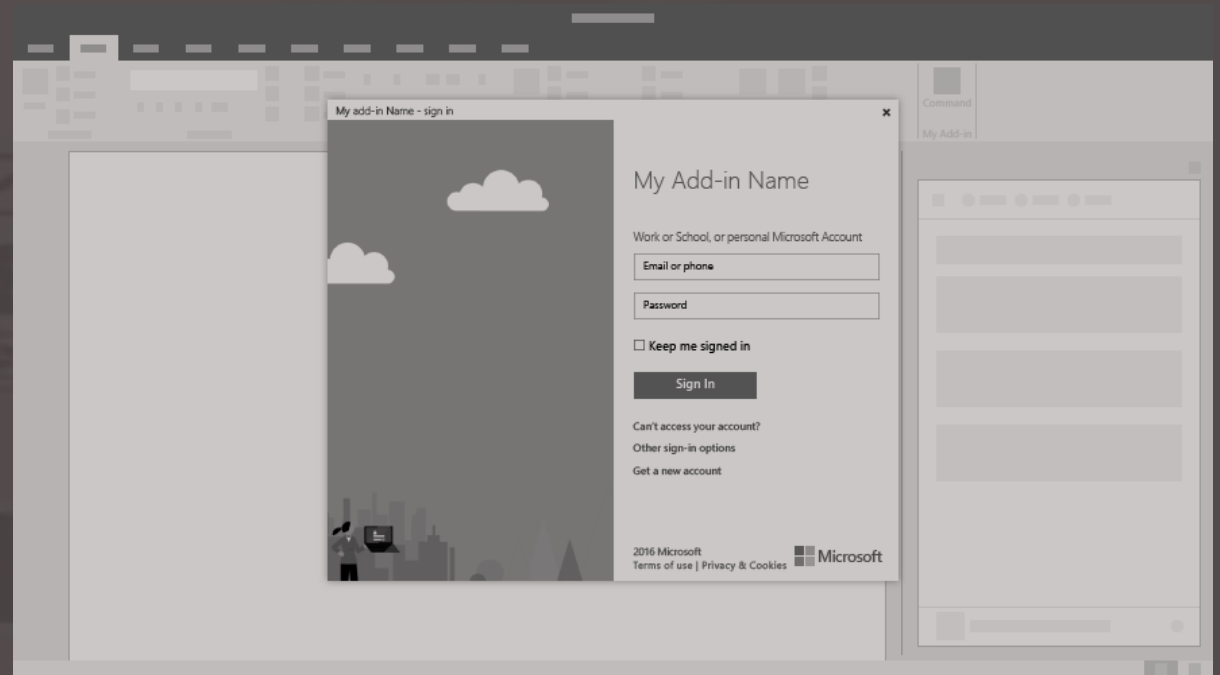 Command
My Add-in
My add-in Name - sign in
My Add-in Name
Work or School, or personal Microsoft Account
Email or phone
Password
Keep me signed in
Sign In
Can't access your account?
Other sign-in options
Get a new account
2016 Microsoft
Terms of use | Privacy & Cookies
Microsoft